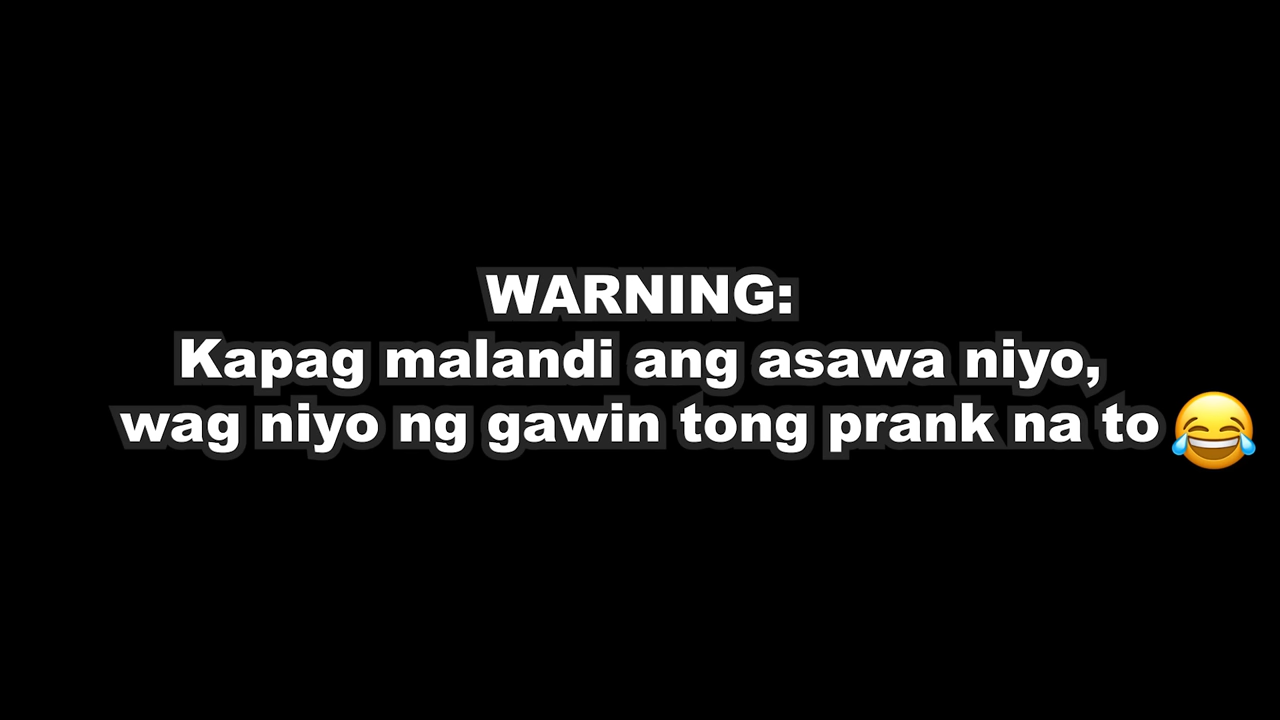 WARNING:
Kapag malandi ang asawa niyo,
wag niyo ng gawin tong prank na to 😂